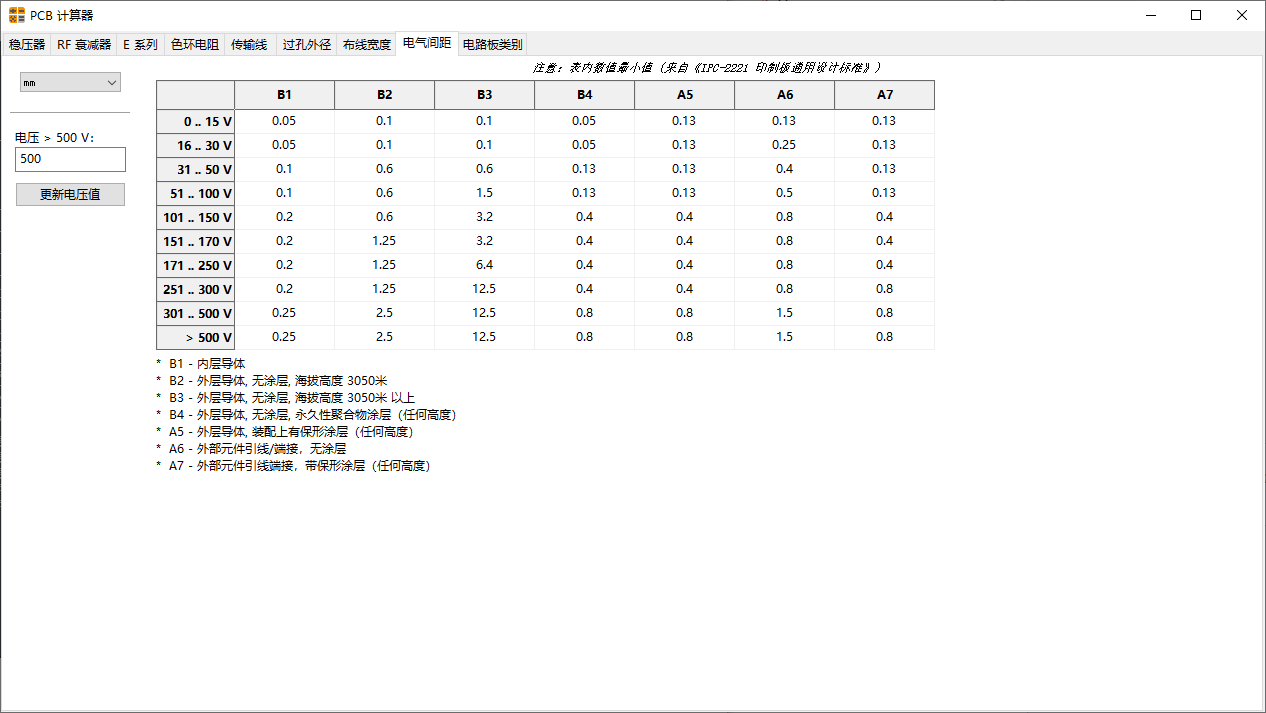 PCB 计算器
稳压器 RF 衰减器 E 系列 色环电阻 传输线 过孔外径 布线宽度 电气间距 电路板类别
注意：表内数值最小值（来自《IPC-2221 印制板通用设计标准》）
mm
B1 B2 B3 B4 A5 A6 A7
0 .. 15 V 0.05 0.1 0.1 0.05 0.13 0.13 0.13
电压 > 500 V:
16 .. 30 V 0.05 0.1 0.1 0.05 0.13 0.25 0.13
500
31 .. 50 V 0.1 0.6 0.6 0.13 0.13 0.4 0.13
更新电压值
51 .. 100 V 0.1 0.6 1.5 0.13 0.13 0.5 0.13
101 .. 150 V 0.2 0.6 3.2 0.4 0.4 0.8 0.4
151 .. 170 V 0.2 1.25 3.2 0.4 0.4 0.8 0.4
171 .. 250 V 0.2 1.25 6.4 0.4 0.4 0.8 0.4
251 .. 300 V 0.2 1.25 12.5 0.4 0.4 0.8 0.8
301 .. 500 V 0.25 2.5 12.5 0.8 0.8 1.5 0.8
> 500 V 0.25 2.5 12.5 0.8 0.8 1.5 0.8
* B1 - 内层导体
* B2 - 外层导体, 无涂层, 海拔高度 3050米
* B3 - 外层导体, 无涂层, 海拔高度 3050米 以上
* B4 - 外层导体, 无涂层, 永久性聚合物涂层（任何高度）
* A5 - 外层导体, 装配上有保形涂层（任何高度）
* A6 - 外部元件引线/端接，无涂层
* A7 - 外部元件引线端接，带保形涂层（任何高度）